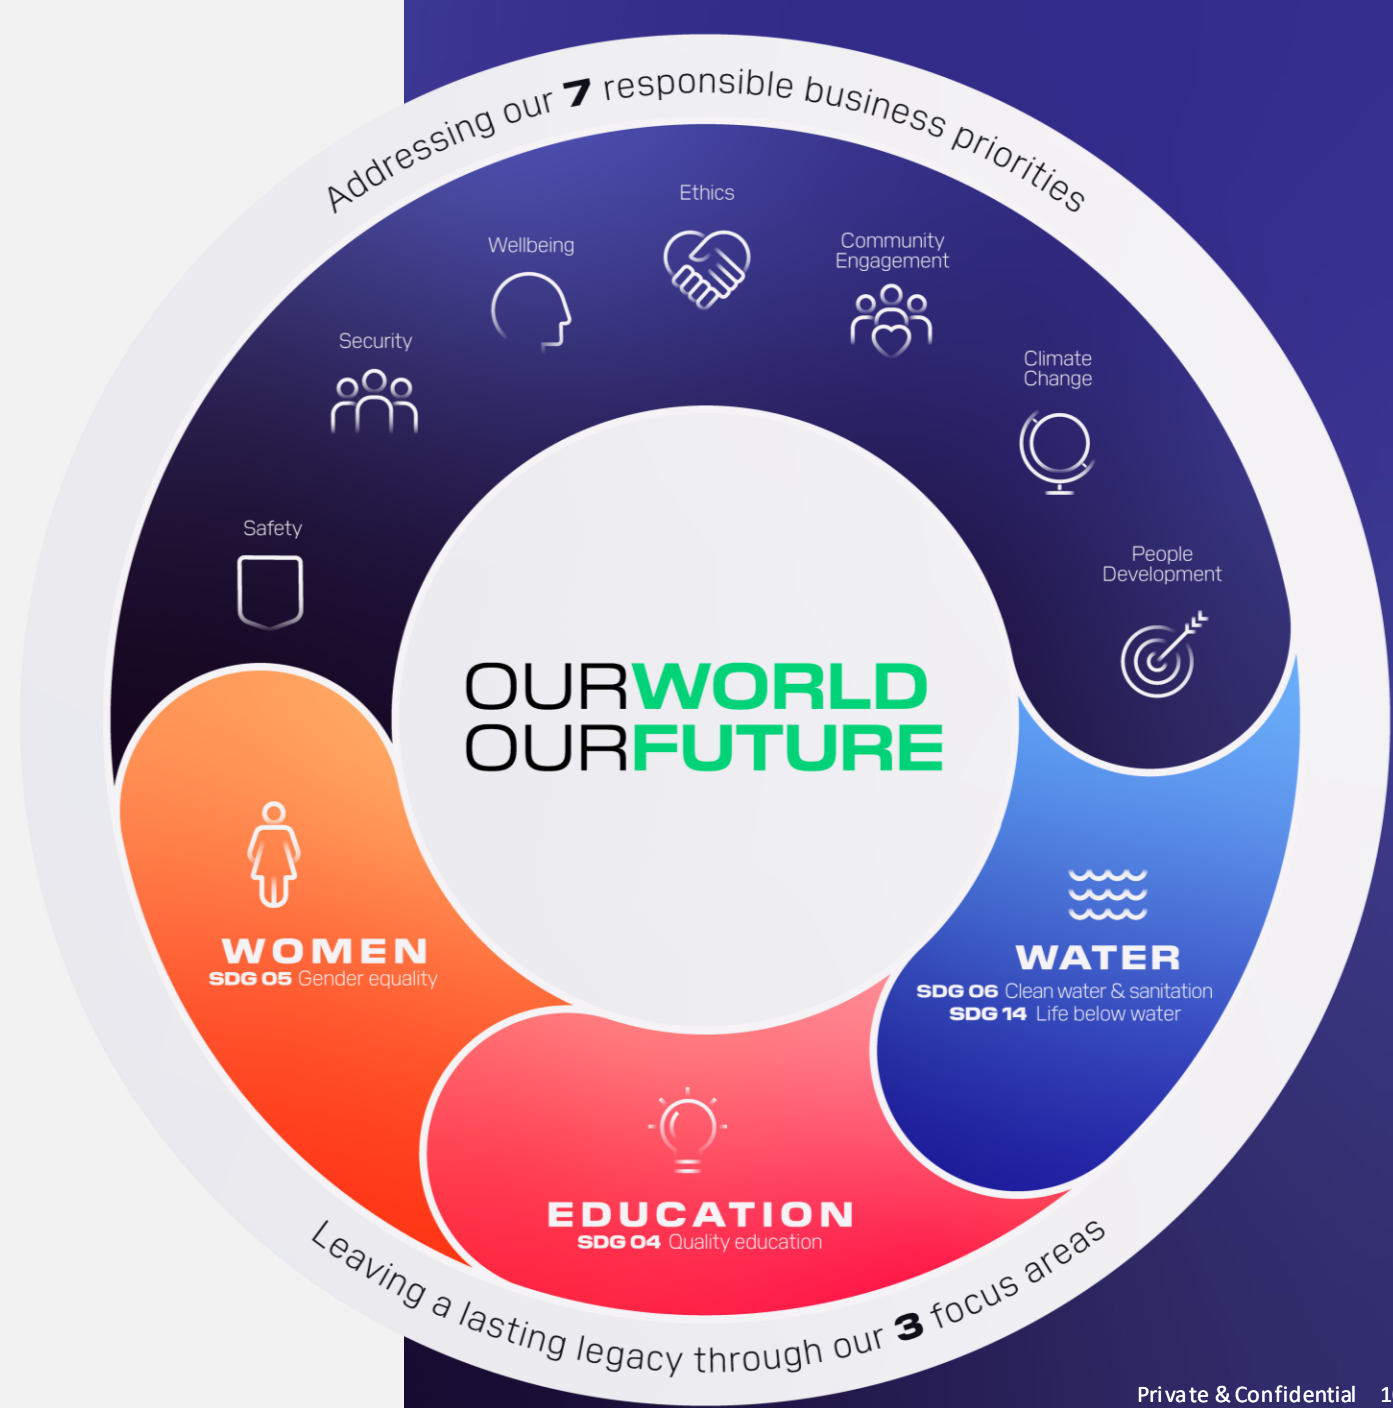 Addressing our 7 responsible business priorities
Ethics
Wellbeing
Community
Engagement
Security
Climate
Change
Safety
People
Development
OURWORLD
OURFUTURE
WOMEN
SDG 05 Gender equality
WATER
SDG 06 Clean water & sanitation
SDG 14 Life below water
EDUCATION
SDG 04 Quality education
Leaving a lasting legacy through our 3 focus areas
Private & Confidential